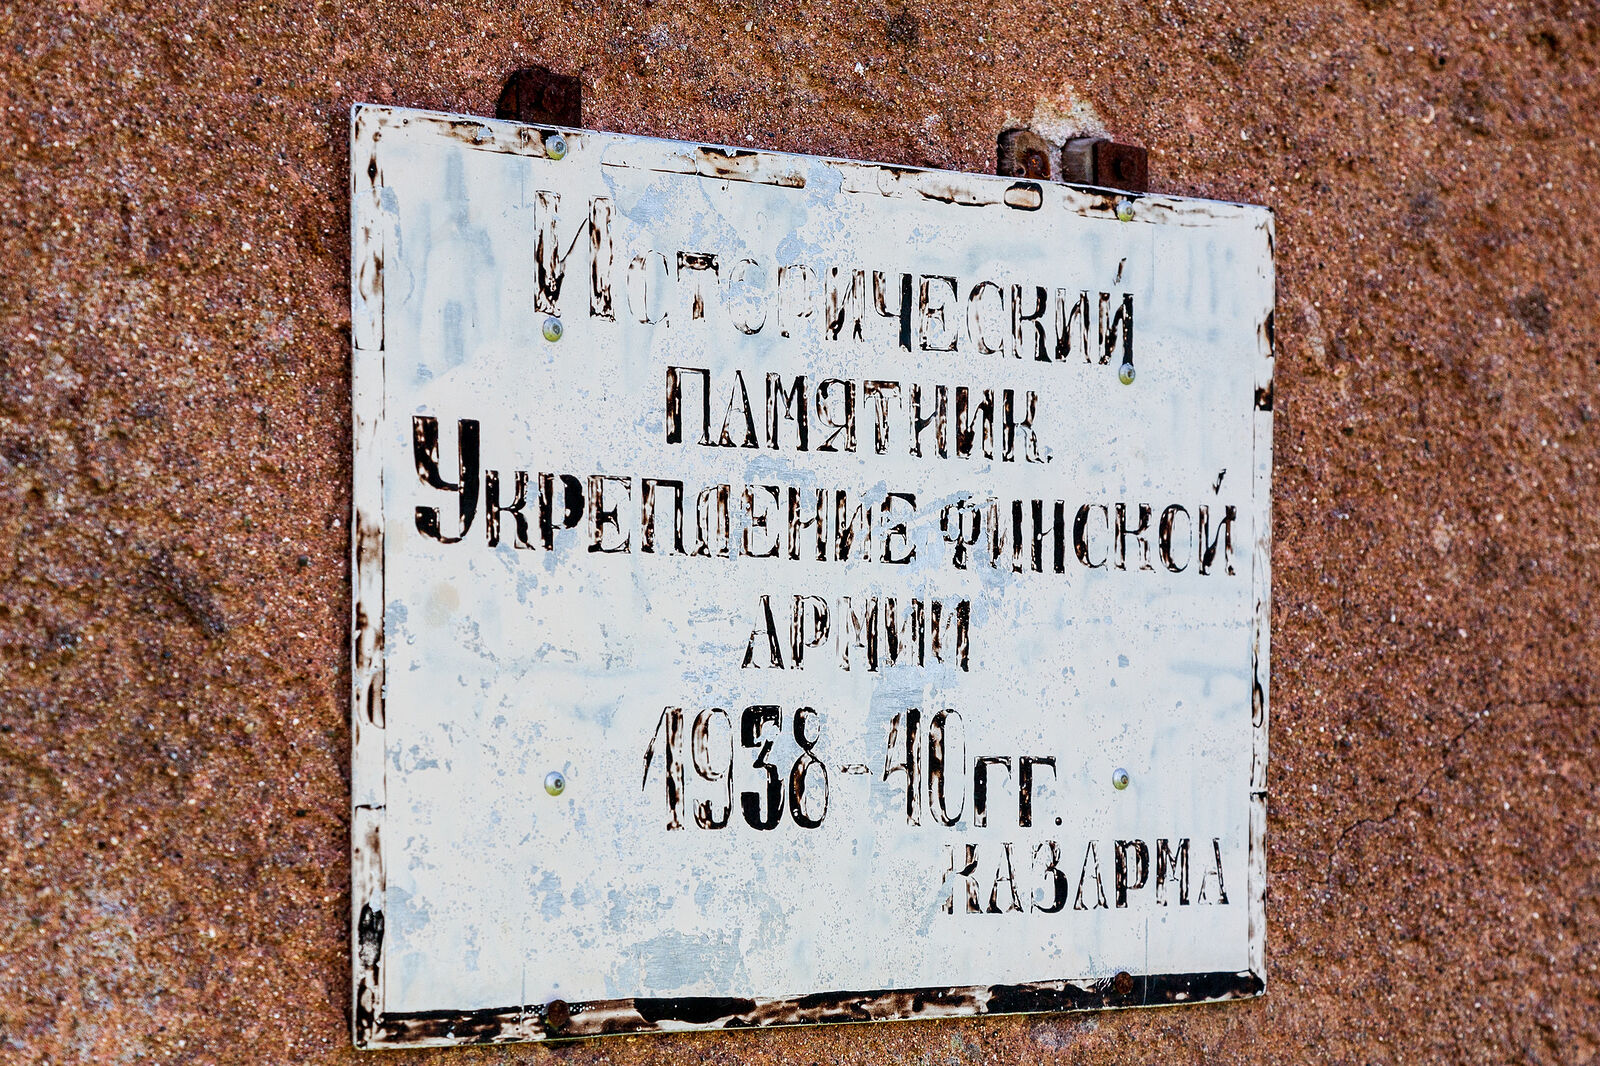 Исторический
памятник
Укрепление финской
армии
1938-40гг.
казарма